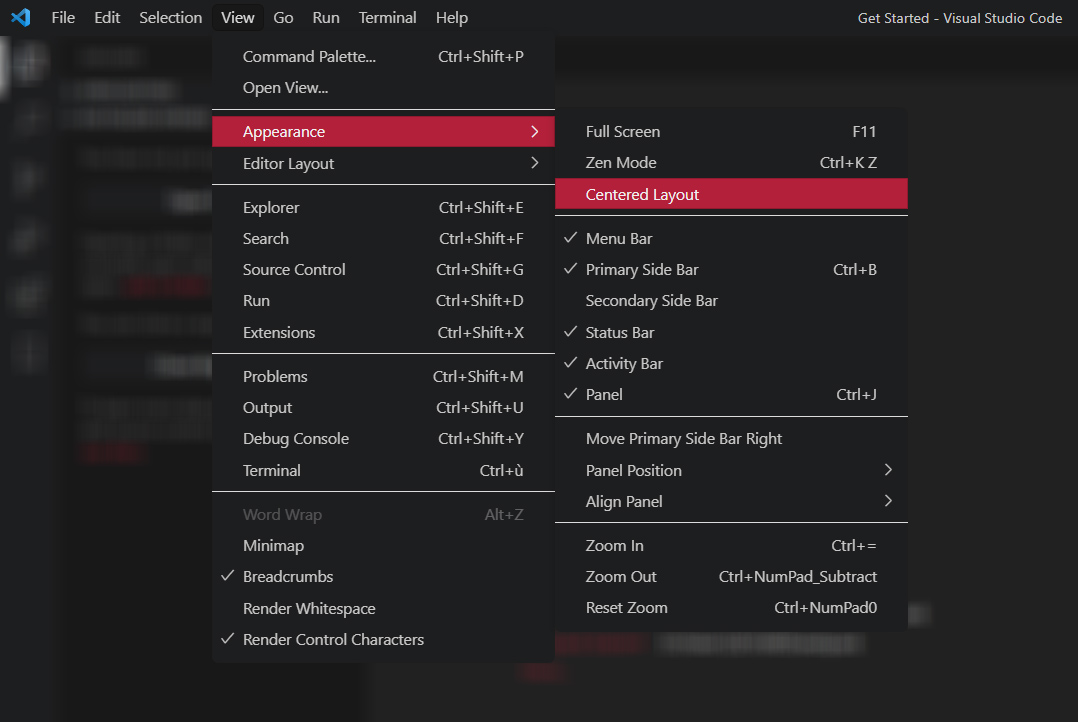 File Edit Selection View Go Run Terminal Help Get Started - Visual Studio Code
Command Palette... Ctrl+Shift+P
Open View...
Appearance
Editor Layout
Explorer Ctrl+Shift+E
Search Ctrl+Shift+F
Source Control Ctrl+Shift+G
Run Ctrl+Shift+D
Extensions Ctrl+Shift+X
Problems Ctrl+Shift+M
Output Ctrl+Shift+U
Debug Console Ctrl+Shift+Y
Terminal Ctrl+ù
Word Wrap Alt+Z
Minimap
Breadcrumbs
Render Whitespace
Render Control Characters
Full Screen F11
Zen Mode Ctrl+K Z
Centered Layout
Menu Bar
Primary Side Bar Ctrl+B
Secondary Side Bar
Status Bar
Activity Bar
Panel Ctrl+J
Move Primary Side Bar Right
Panel Position
Align Panel
Zoom In Ctrl+=
Zoom Out Ctrl+NumPad_Subtract
Reset Zoom Ctrl+NumPad0